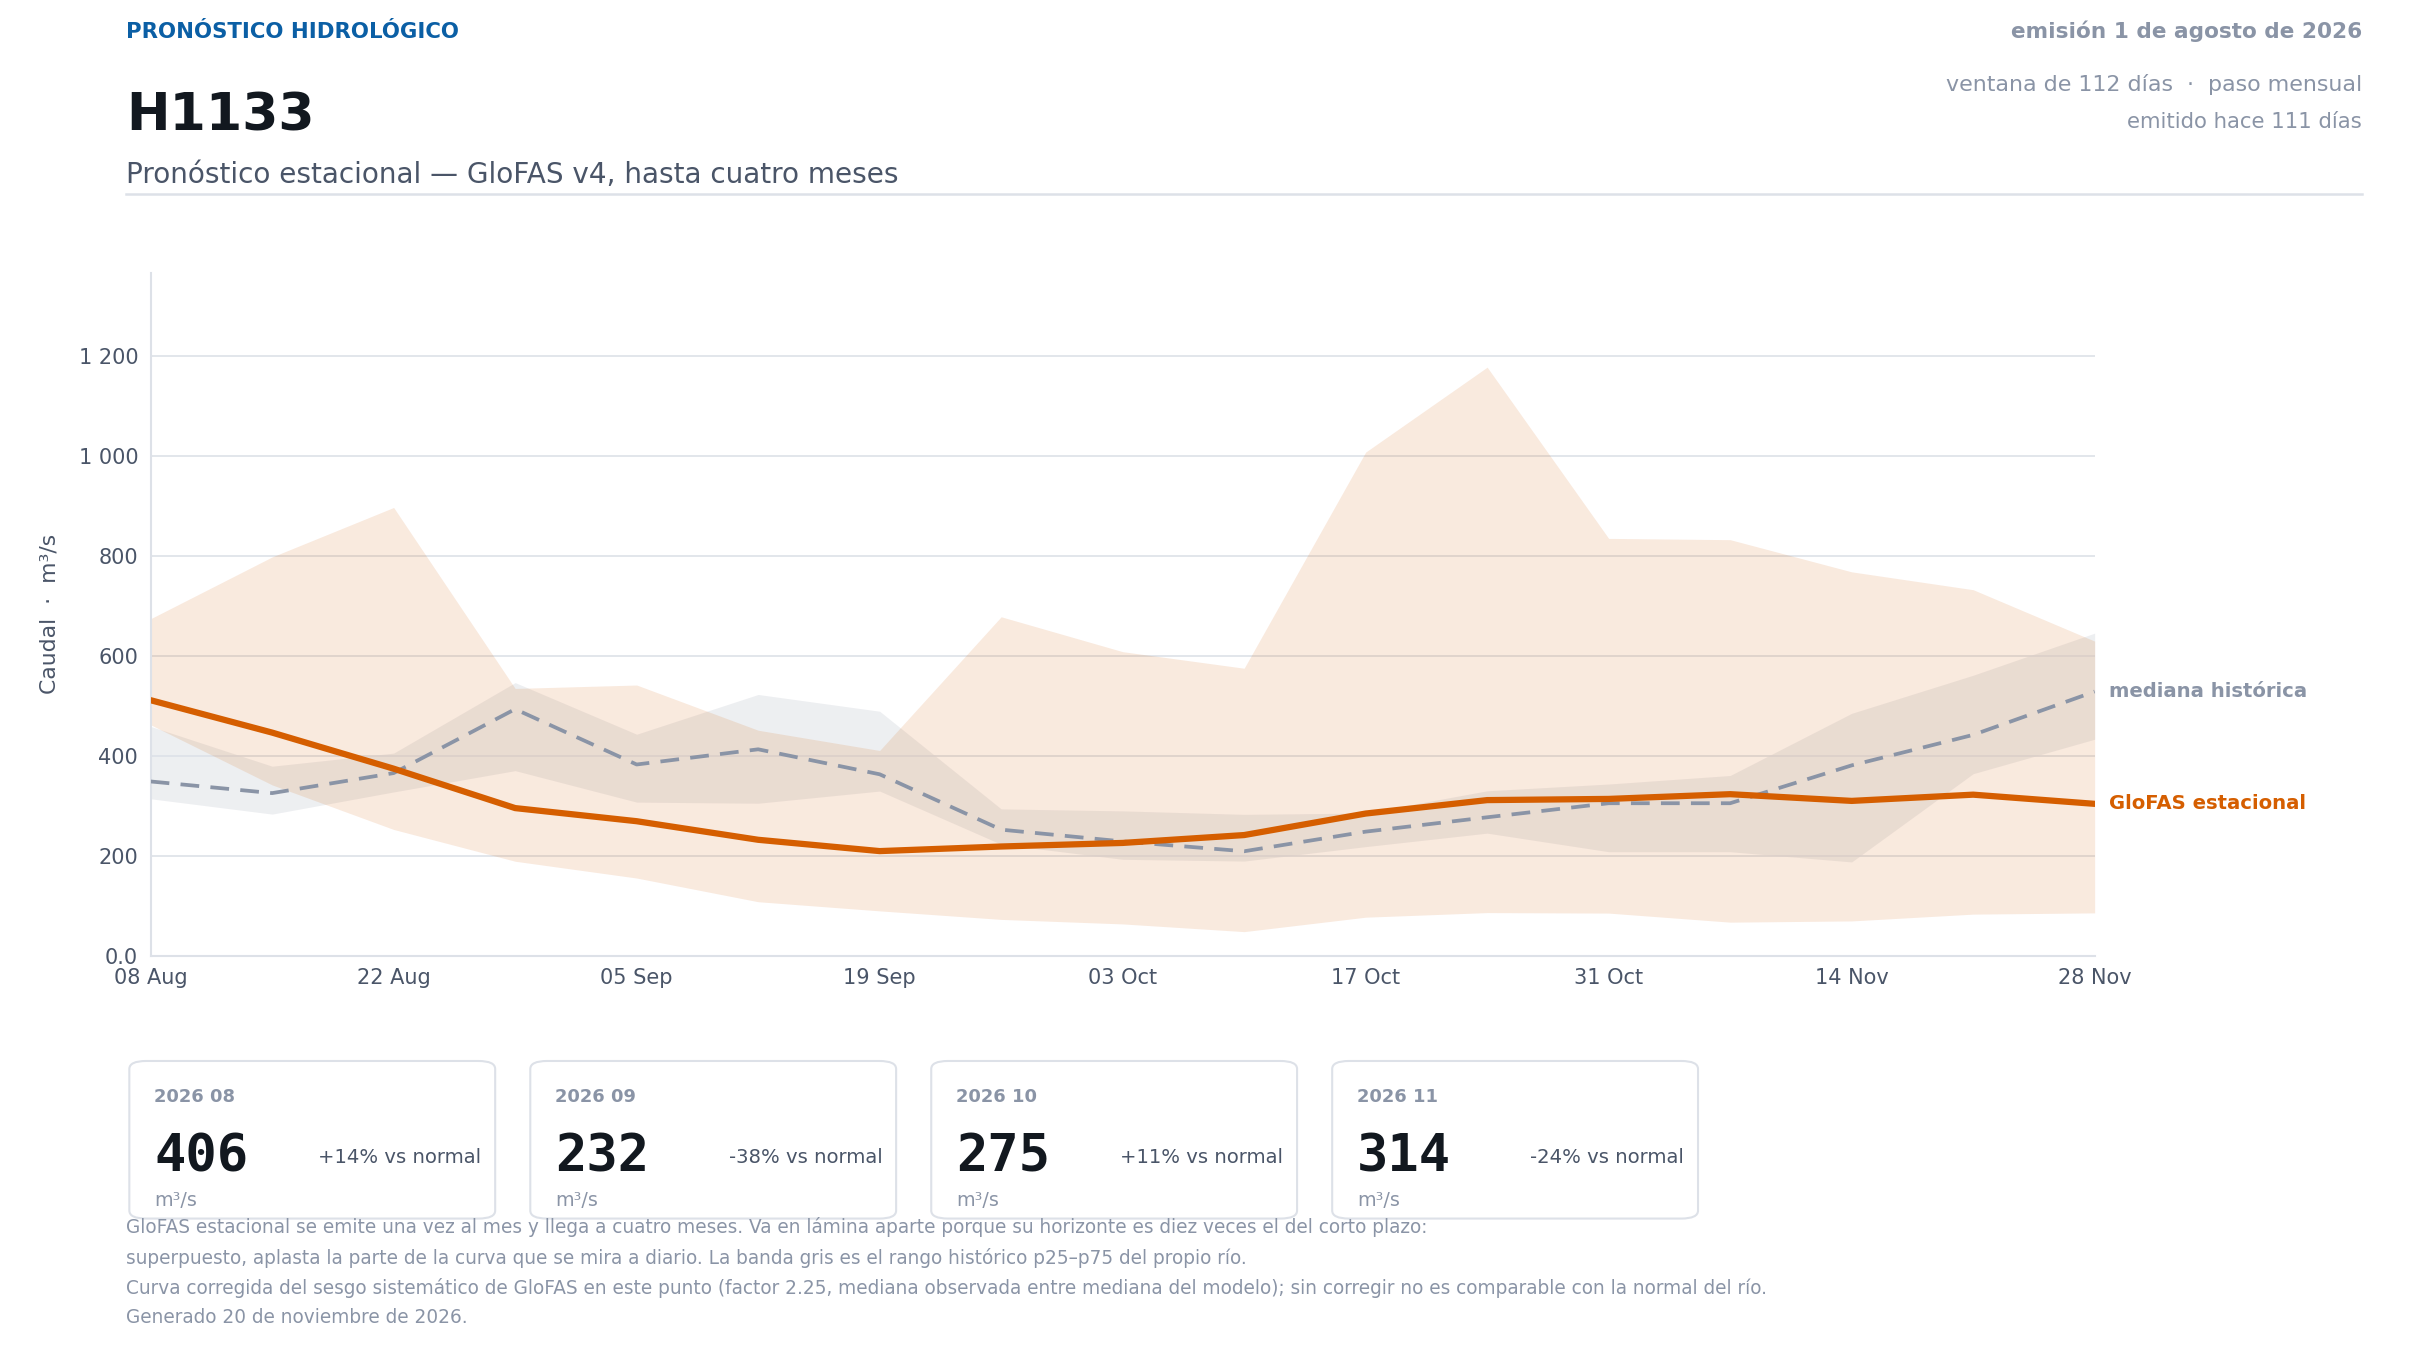 PRONÓSTICO HIDROLÓGICO
emisión 1 de agosto de 2026
H1133
ventana de 112 días · paso mensual
emitido hace 111 días
Pronóstico estacional — GloFAS v4, hasta cuatro meses
Caudal · m³/s
1 200
1 000
800
600
400
200
0.0
mediana histórica
GloFAS estacional
08 Aug 22 Aug 05 Sep 19 Sep 03 Oct 17 Oct 31 Oct 14 Nov 28 Nov
2026 08
406 +14% vs normal
m³/s
2026 09
232 -38% vs normal
m³/s
2026 10
275 +11% vs normal
m³/s
2026 11
314 -24% vs normal
m³/s
GloFAS estacional se emite una vez al mes y llega a cuatro meses. Va en lámina aparte porque su horizonte es diez veces el del corto plazo:
superpuesto, aplasta la parte de la curva que se mira a diario. La banda gris es el rango histórico p25–p75 del propio río.
Curva corregida del sesgo sistemático de GloFAS en este punto (factor 2.25, mediana observada entre mediana del modelo); sin corregir no es comparable con la normal del río.
Generado 20 de noviembre de 2026.